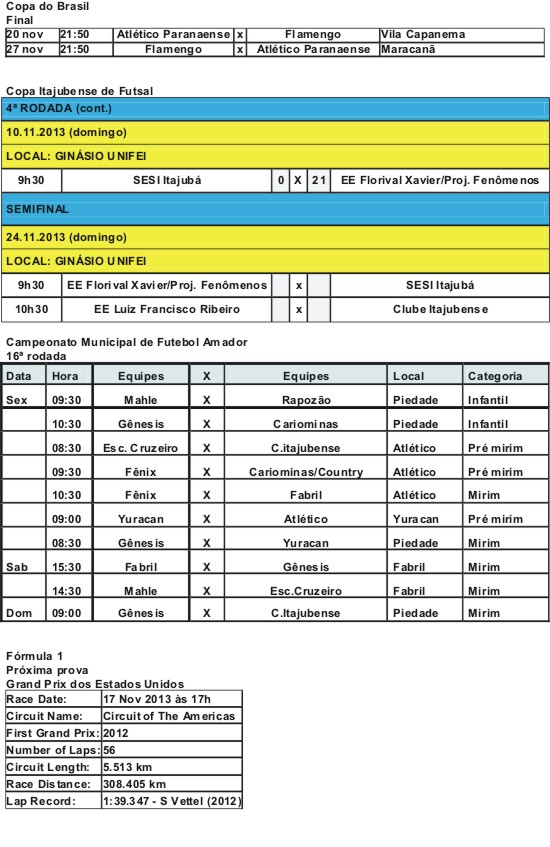 Copa do Brasil
Final
20 nov 21:50 Atlético Paranaense x Flamengo Vila Capanema
27 nov 21:50 Flamengo x Atlético Paranaense Maracanã
Copa Itajubense de Futsal
4ª RODADA (cont.)
10.11.2013 (domingo)
LOCAL: GINÁSIO UNIFEI
9h30 SESI Itajubá 0 X 21 EE Florival Xavier/Proj. Fenômenos
SEMIFINAL
24.11.2013 (domingo)
LOCAL: GINÁSIO UNIFEI
9h30 EE Florival Xavier/Proj. Fenômenos x SESI Itajubá
10h30 EE Luiz Francisco Ribeiro x Clube Itajubense
Campeonato Municipal de Futebol Amador
16ª rodada
Data Hora Equipes X Equipes Local Categoria
Sex 09:30 Mahle X Rapozão Piedade Infantil
10:30 Gênesis X Cariominas Piedade Infantil
08:30 Esc. Cruzeiro X C.itajubense Atlético Pré mirim
09:30 Fênix X Cariominas/Country Atlético Pré mirim
10:30 Fênix X Fabril Atlético Mirim
09:00 Yuracan X Atlético Yuracan Pré mirim
08:30 Gênesis X Yuracan Piedade Mirim
Sab 15:30 Fabril X Gênesis Fabril Mirim
14:30 Mahle X Esc.Cruzeiro Fabril Mirim
Dom 09:00 Gênesis X C.Itajubense Piedade Mirim
Fórmula 1
Próxima prova
Grand Prix dos Estados Unidos
Race Date: 17 Nov 2013 às 17h
Circuit Name: Circuit of The Americas
First Grand Prix: 2012
Number of Laps: 56
Circuit Length: 5.513 km
Race Distance: 308.405 km
Lap Record: 1:39.347 - S Vettel (2012)